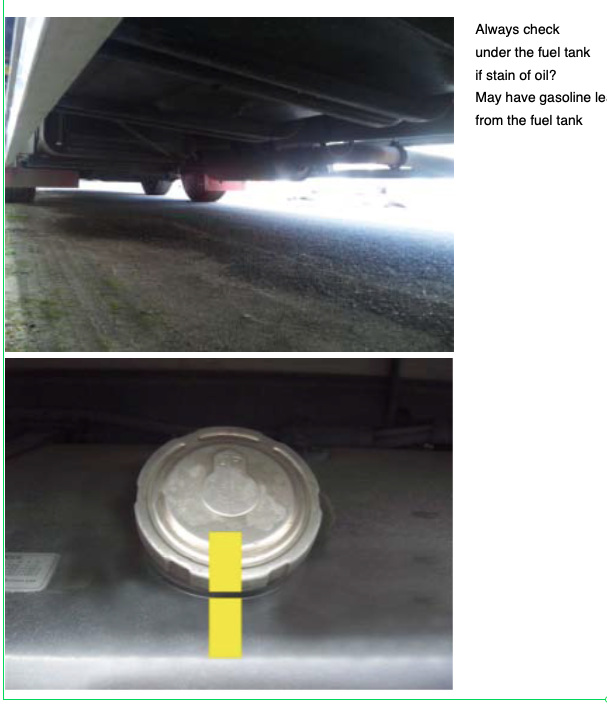 Always check
under the fuel tank
if stain of oil?
May have gasoline
from the fuel tank